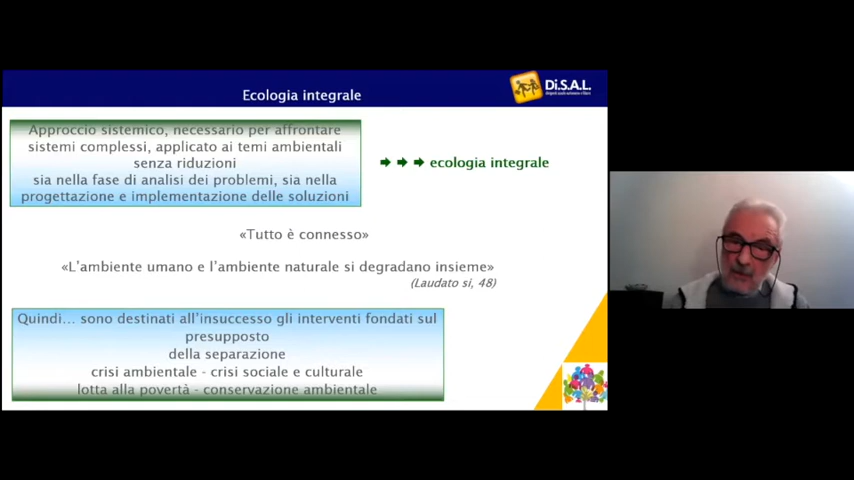 Ecologia integrale
Di.S.A.L.
Approccio sistemico, necessario per affrontare
sistemi complessi, applicato ai temi ambientali
senza riduzioni
sia nella fase di analisi dei problemi, sia nella
progettazione e implementazione delle soluzioni
ecologia integrale
«Tutto è connesso»
«L’ambiente umano e l’ambiente naturale si degradano insieme»
(Laudato si, 48)
Quindi... sono destinati all’insuccesso gli interventi fondati sul
presupposto
della separazione
crisi ambientale - crisi sociale e culturale
lotta alla povertà - conservazione ambientale